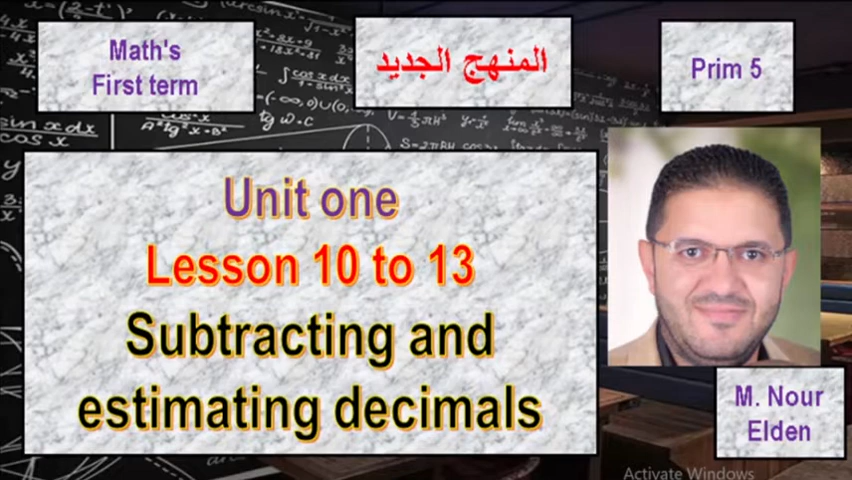 Math's
First term
المنهج الجديد
Prim 5
Unit one
Lesson 10 to 13
Subtracting and
estimating decimals
M. Nour
Elden
Activate Windows